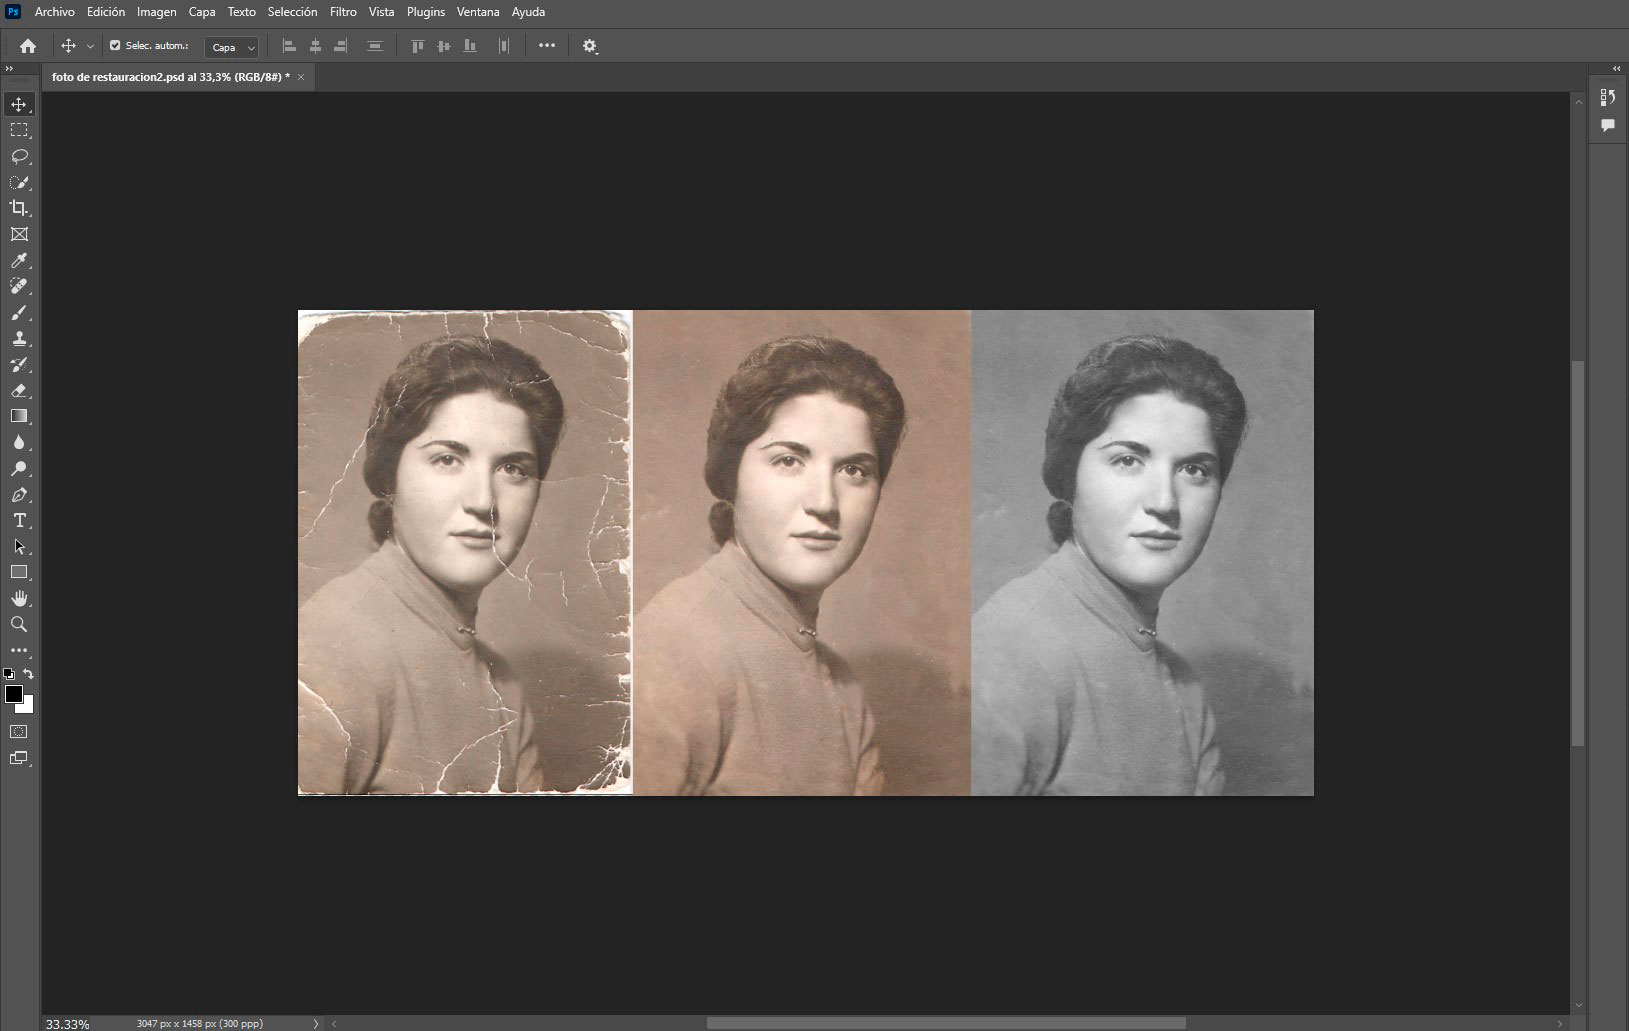 Ps Archivo Edición Imagen Capa Texto Selección Filtro Vista Plugins Ventana Ayuda
Selec. autom.: Capa
foto de restauracion2.psd al 33,3% (RGB/8#) *
T
33.33% 3047 px x 1458 px (300 ppp)